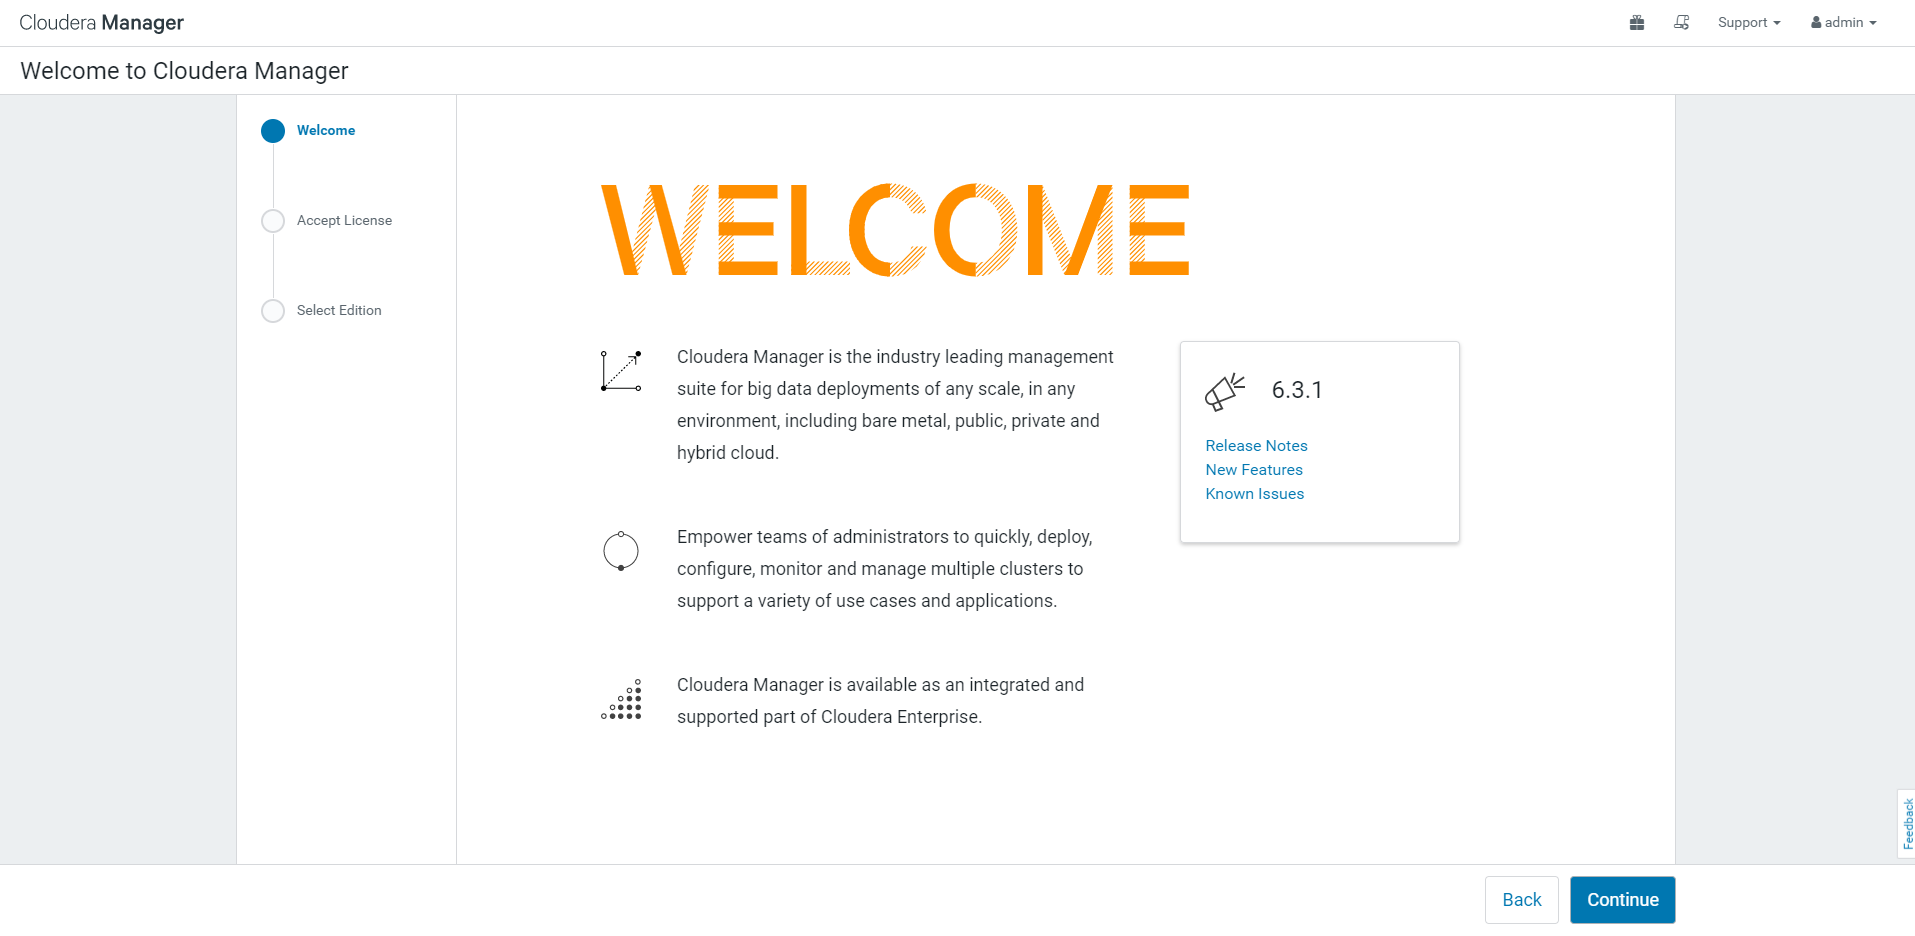 Cloudera Manager
Support
admin
Welcome to Cloudera Manager
Welcome
Accept License
Select Edition
WELCOME
Cloudera Manager is the industry leading management
suite for big data deployments of any scale, in any
environment, including bare metal, public, private and
hybrid cloud.
Empower teams of administrators to quickly, deploy,
configure, monitor and manage multiple clusters to
support a variety of use cases and applications.
Cloudera Manager is available as an integrated and
supported part of Cloudera Enterprise.
6.3.1
Release Notes
New Features
Known Issues
Feedback
Back
Continue